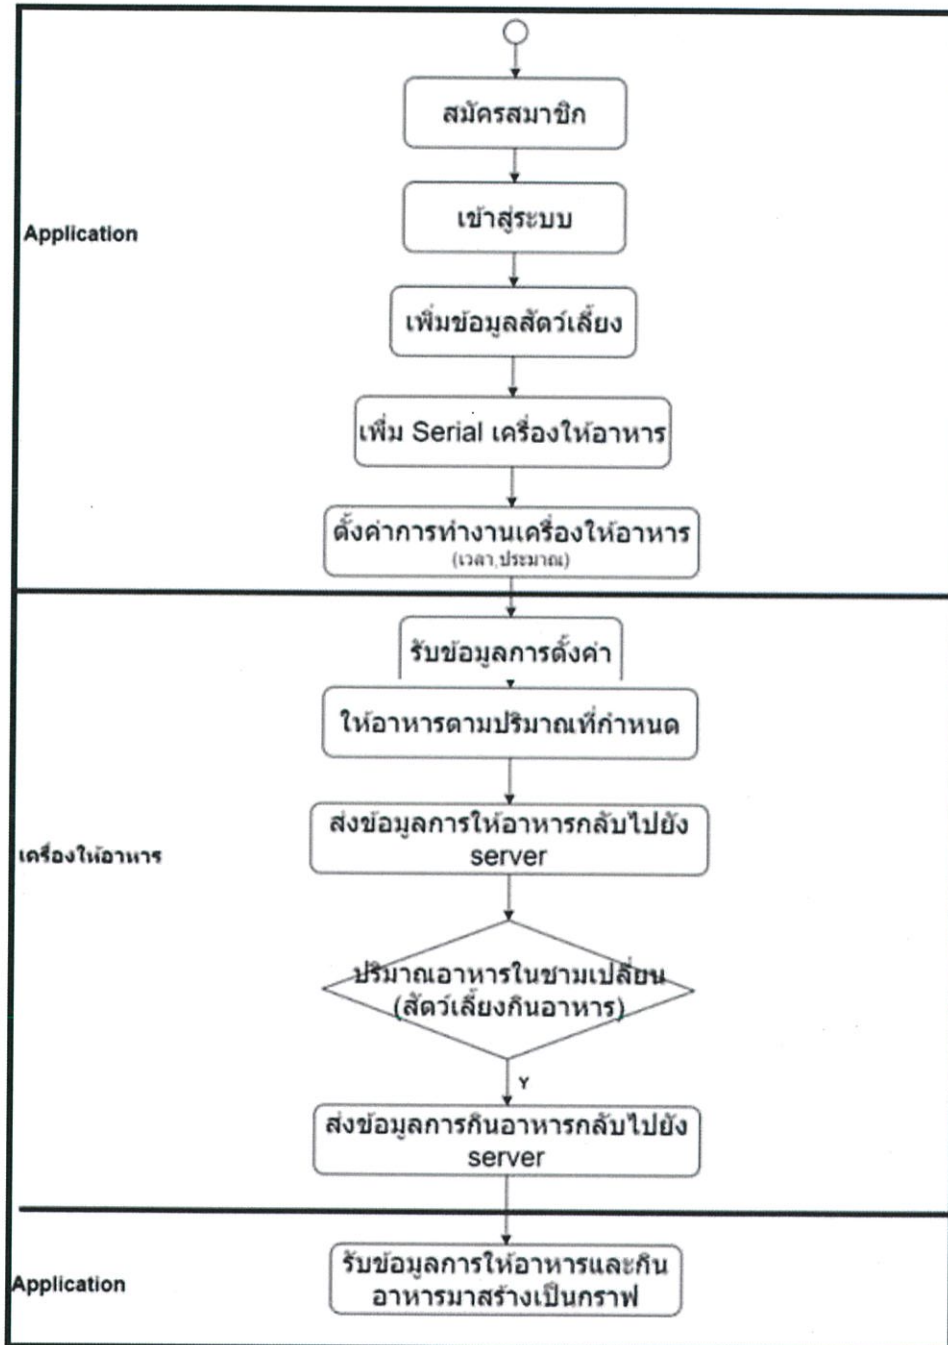 สมัครสมาชิก
Application
เข้าสู่ระบบ
เพิ่มข้อมูลสัตว์เลี้ยง
เพิ่ม Serial เครื่องให้อาหาร
ตั้งค่าการทำงานเครื่องให้อาหาร
(เวลา,ประมาณ)
รับข้อมูลการตั้งค่า
ให้อาหารตามปริมาณที่กำหนด
ส่งข้อมูลการให้อาหารกลับไปยัง
server
เครื่องให้อาหาร
ปริมาณอาหารในชามเปลี่ยน
(สัตว์เลี้ยงกินอาหาร)
Y
ส่งข้อมูลการกินอาหารกลับไปยัง
server
Application
รับข้อมูลการให้อาหารและกิน
อาหารมาสร้างเป็นกราฟ